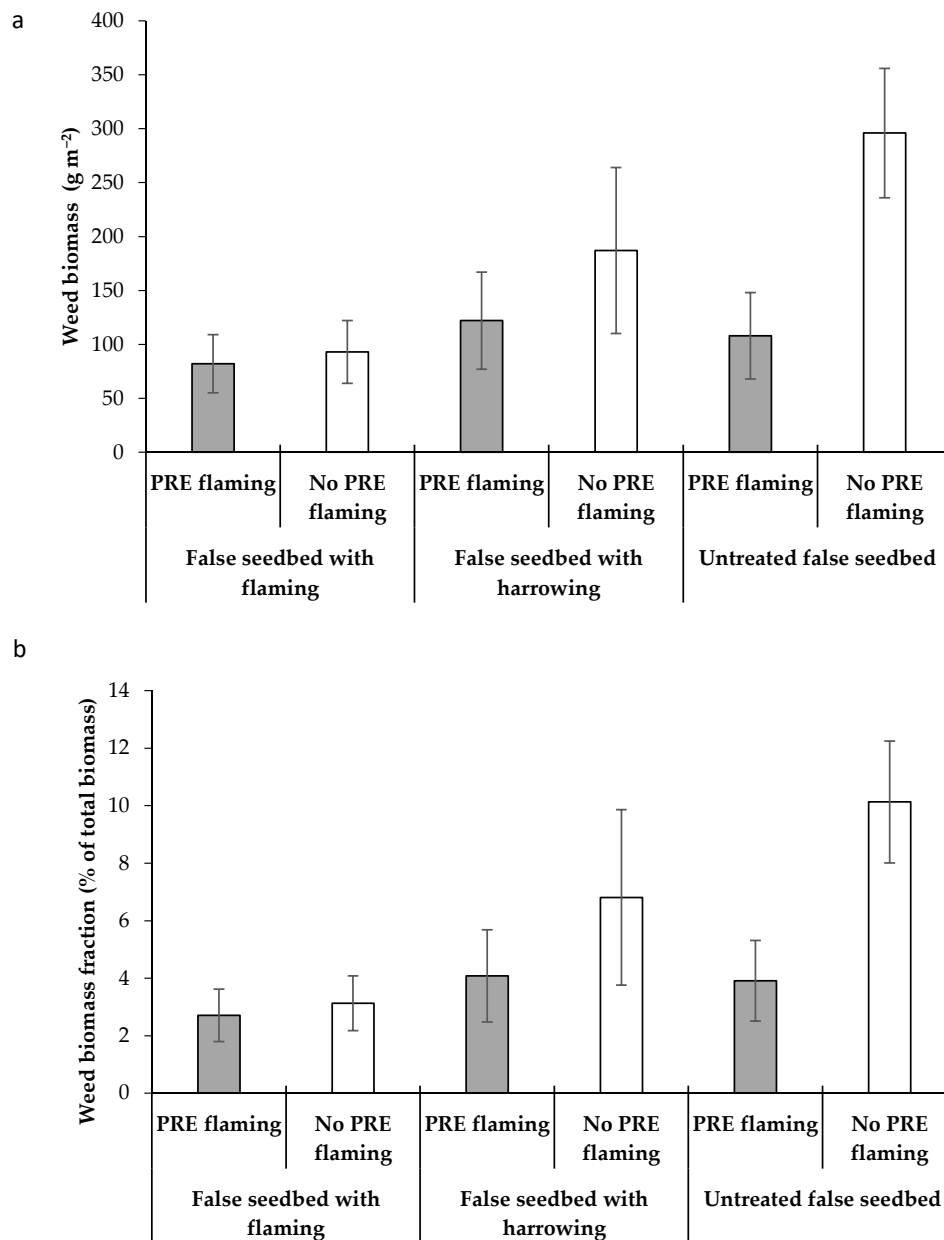 a
Weed biomass (g m⁻²)
400
350
300
250
200
150
100
50
0
PRE flaming
No PRE
flaming
PRE flaming
No PRE
flaming
PRE flaming
No PRE
flaming
False seedbed with
flaming
False seedbed with
harrowing
Untreated false seedbed
b
Weed biomass fraction (% of total biomass)
14
12
10
8
6
4
2
0
PRE flaming
No PRE
flaming
PRE flaming
No PRE
flaming
PRE flaming
No PRE
flaming
False seedbed with
flaming
False seedbed with
harrowing
Untreated false seedbed